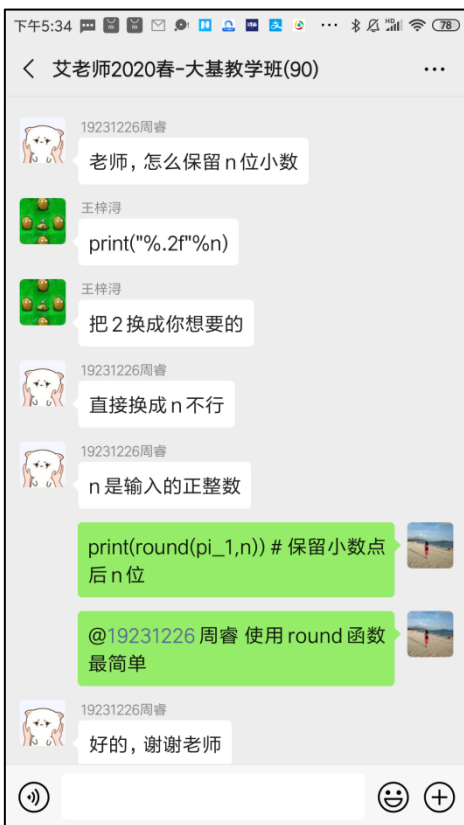 下午5:34
78
艾老师2020春-大基教学班(90)
19231226周睿
老师，怎么保留n位小数
王梓浔
print("%.2f"%n)
王梓浔
把2换成你想要的
19231226周睿
直接换成n不行
19231226周睿
n是输入的正整数
print(round(pi_1,n)) # 保留小数点
后n位
@19231226 周睿 使用round函数
最简单
19231226周睿
好的，谢谢老师